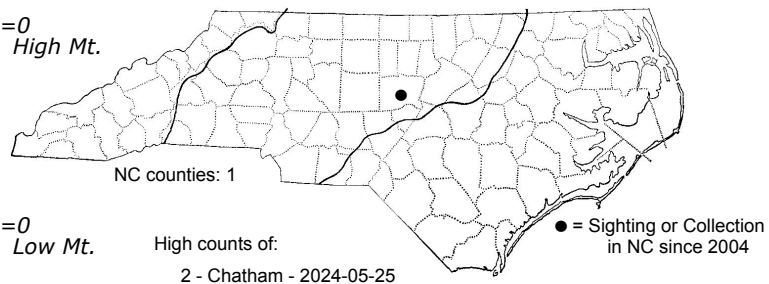 =0
High Mt.
NC counties: 1
=0
Low Mt.
High counts of:
2 - Chatham - 2024-05-25
● = Sighting or Collection
in NC since 2004